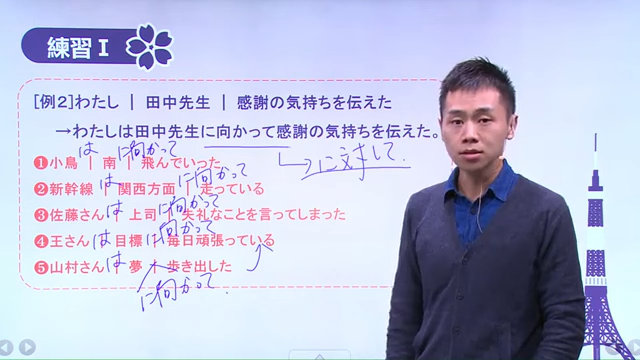 練習Ⅰ
[例2]わたし | 田中先生 | 感謝の気持ちを伝えた
→わたしは田中先生に向かって感謝の気持ちを伝えた。
に対して.
は に向かって
❶小鳥 | 南 | 飛んでいった
は に向かって
❷新幹線 | 関西方面 | 走っている
は に向かって
❸佐藤さん | 上司 | 失礼なことを言ってしまった
は に向かって
❹王さん | 目標 | 毎日頑張っている
は
❺山村さん | 夢 | 歩き出した
に向かって.